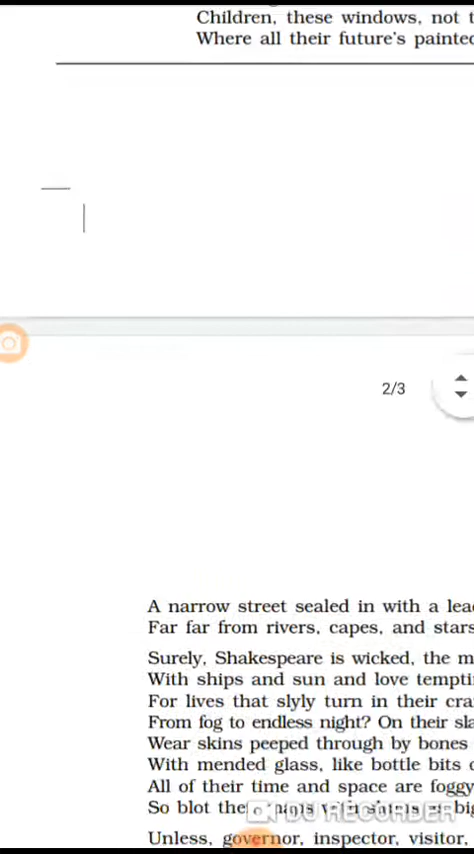 Children, these windows, not t
Where all their future's painted
2/3
A narrow street sealed in with a lea
Far far from rivers, capes, and stars
Surely, Shakespeare is wicked, the m
With ships and sun and love tempti
For lives that slyly turn in their cra
From fog to endless night? On their sla
Wear skins peeped through by bones
With mended glass, like bottle bits
All of their time and space are foggy
So blot
DU RECORDER
Unless, governor, inspector, visitor,